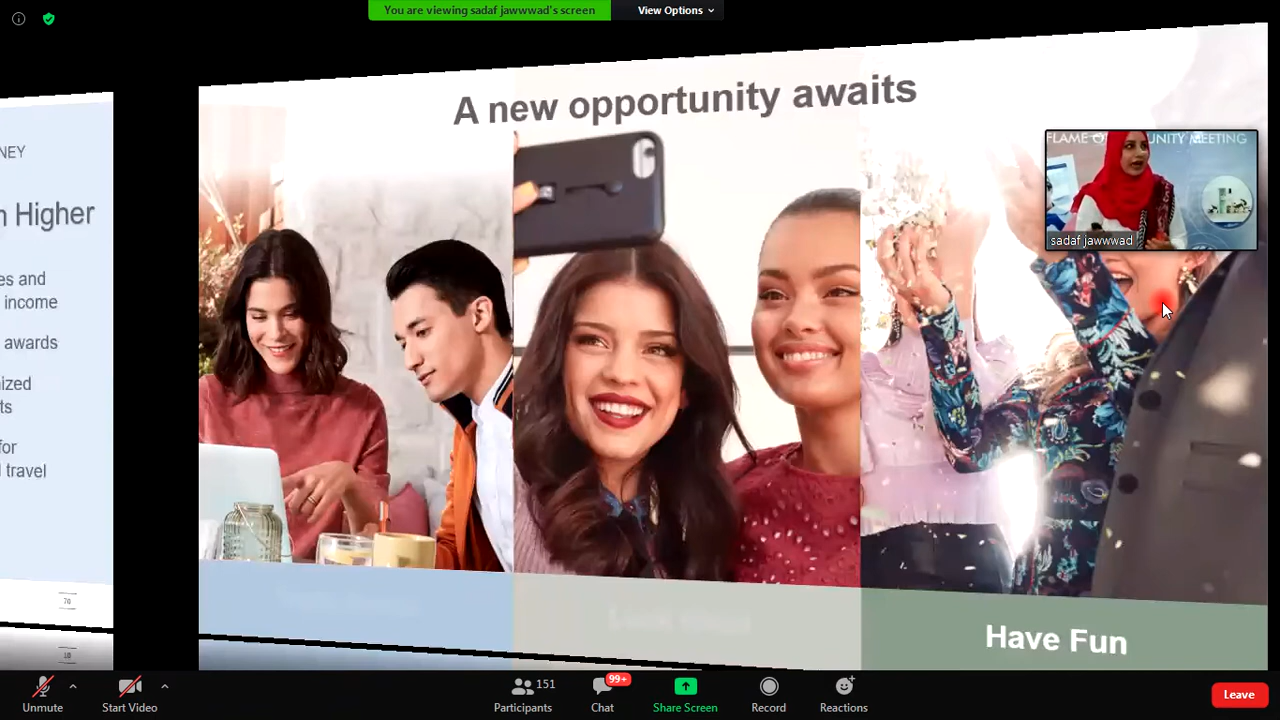 You are viewing sadaf jawwwad's screen
View Options
A new opportunity awaits
NEY
n Higher
es and
income
awards
nized
ts
for
travel
FLAME O UNITY MEETING
sadaf jawwwad
Have Fun
Unmute
Start Video
151
Participants
99+
Chat
Share Screen
Record
Reactions
Leave